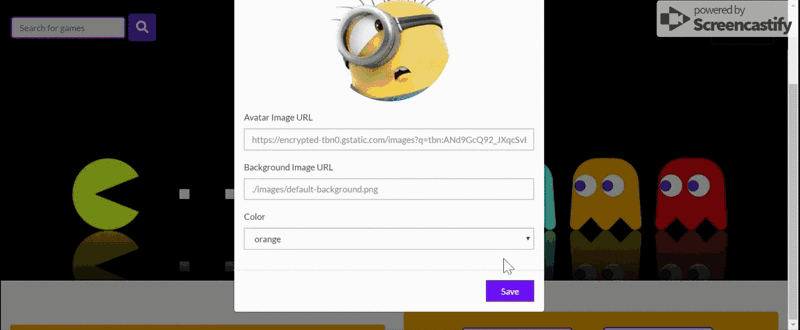 Search for games
powered by
Screencastify
Avatar Image URL
https://encrypted-tbn0.gstatic.com/images?q=tbn:ANd9GcQ92_JXqcSvl
Background Image URL
./images/default-background.png
Color
orange
Save